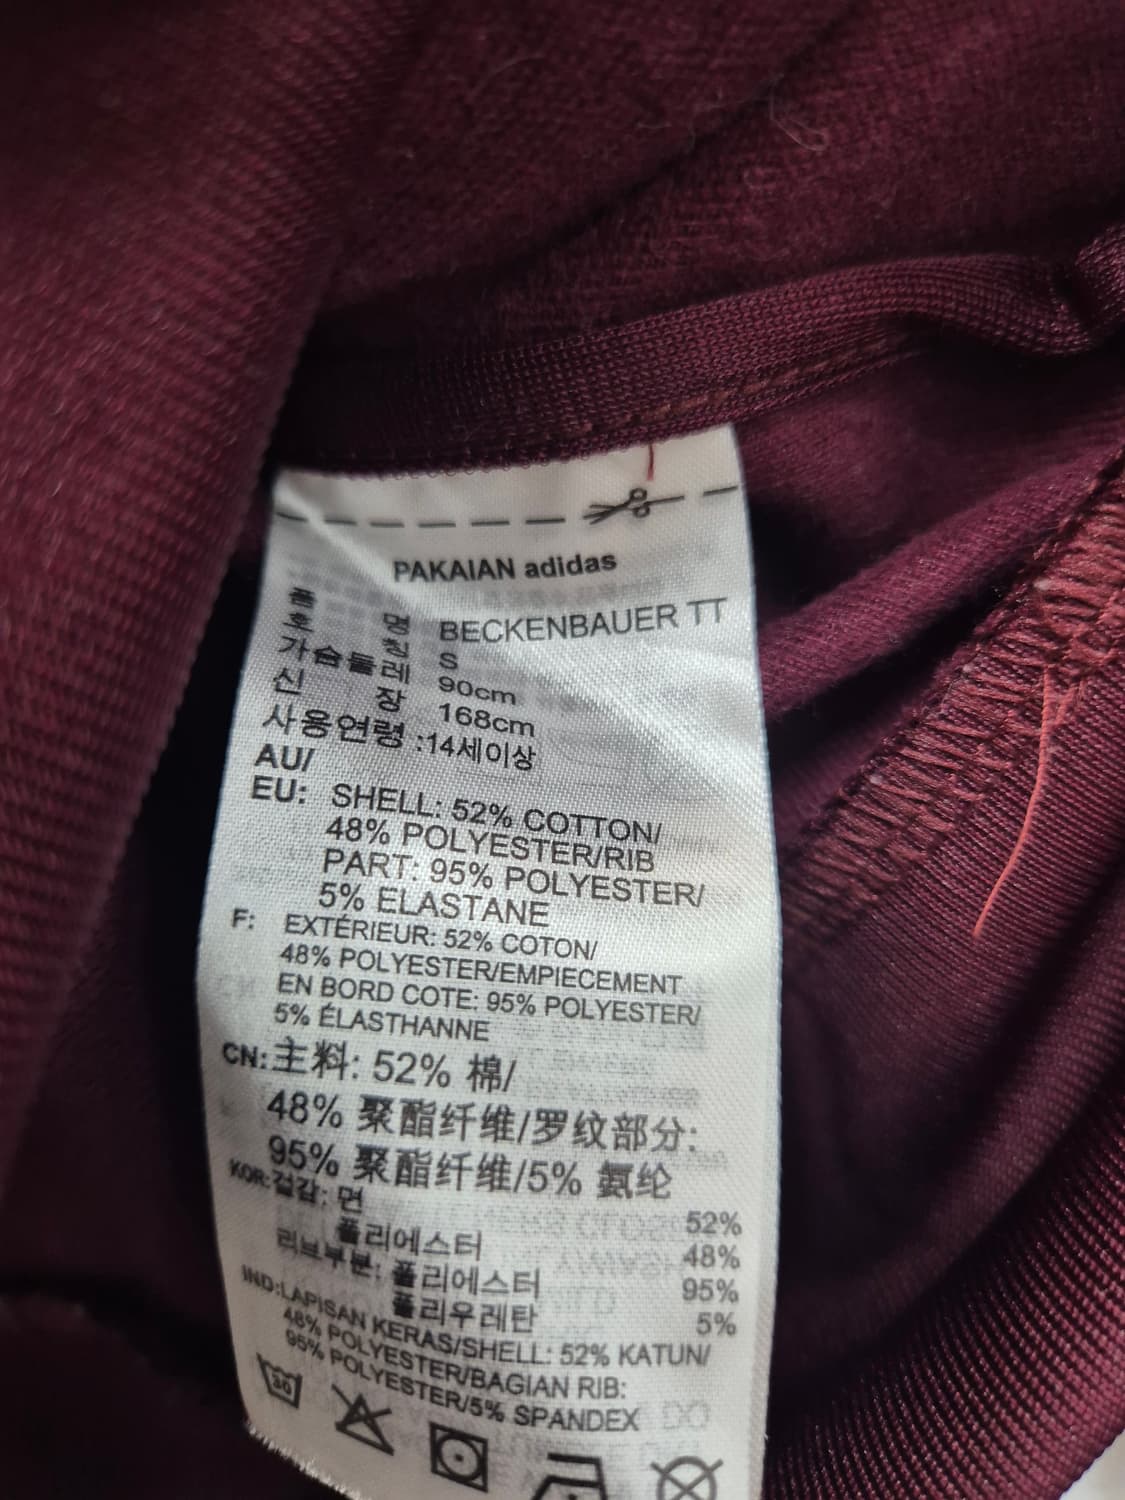 PAKAIAN adidas
품 명 BECKENBAUER TT
호 칭 S
가슴둘레 90cm
신 장 168cm
사용연령 :14세이상
AU/
EU: SHELL: 52% COTTON/
48% POLYESTER/RIB
PART: 95% POLYESTER/
5% ELASTANE
F: EXTÉRIEUR: 52% COTON/
48% POLYESTER/EMPIECEMENT
EN BORD COTE: 95% POLYESTER/
5% ÉLASTHANNE
CN:主料: 52% 棉/
48% 聚酯纤维/罗纹部分:
95% 聚酯纤维/5% 氨纶
KOR:겉감: 면 52%
폴리에스터 48%
리브부분: 폴리에스터 95%
폴리우레탄 5%
IND:LAPISAN KERAS/SHELL: 52% KATUN/
48% POLYESTER/BAGIAN RIB:
95% POLYESTER/5% SPANDEX
30